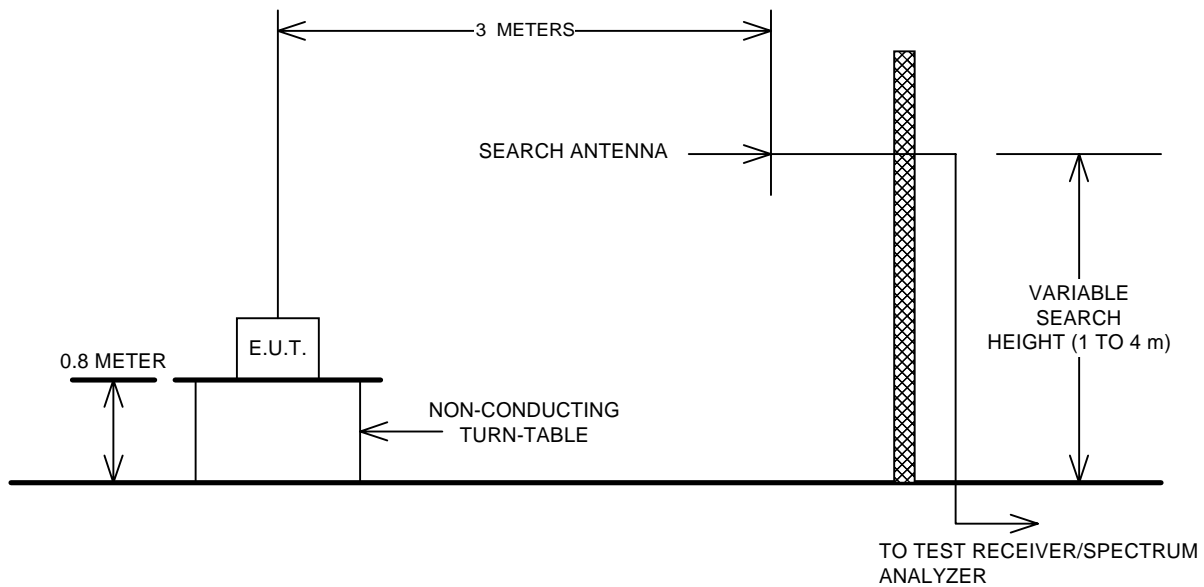 3 METERS
SEARCH ANTENNA
E.U.T.
0.8 METER
NON-CONDUCTING
TURN-TABLE
VARIABLE
SEARCH
HEIGHT (1 TO 4 m)
TO TEST RECEIVER/SPECTRUM
ANALYZER